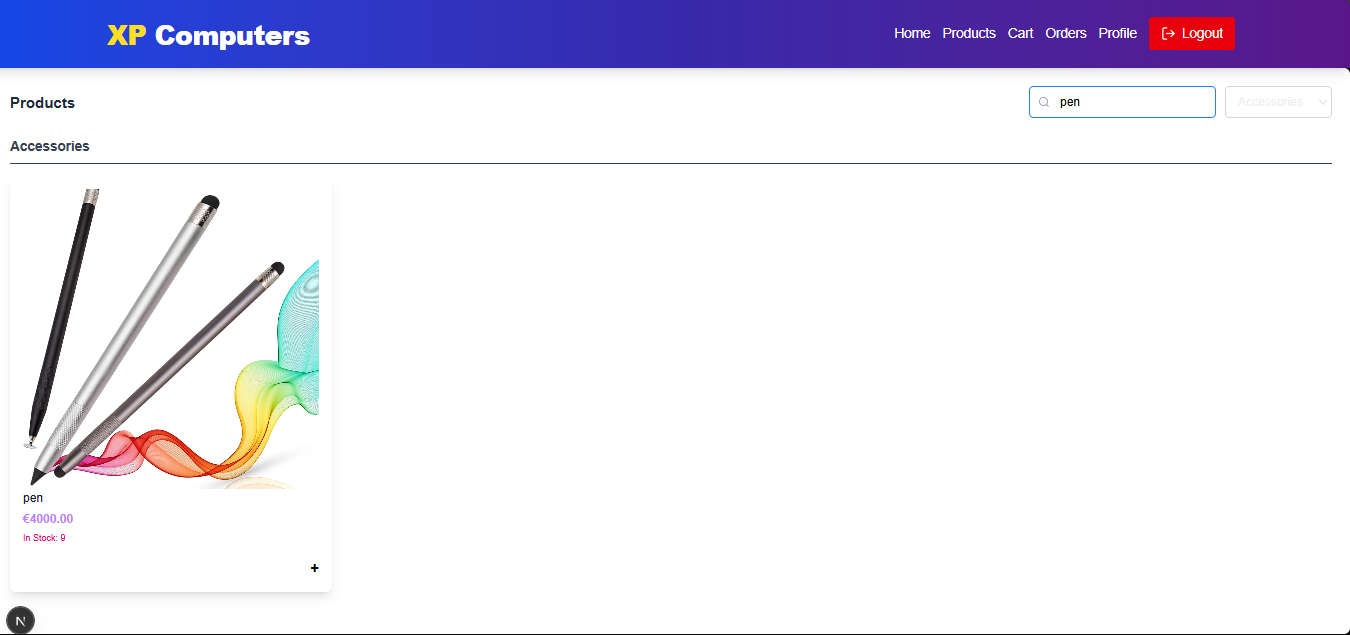 XP Computers
Home Products Cart Orders Profile Logout
Products
pen
Accessories
Accessories
pen
€4000.00
In Stock: 9
+
N